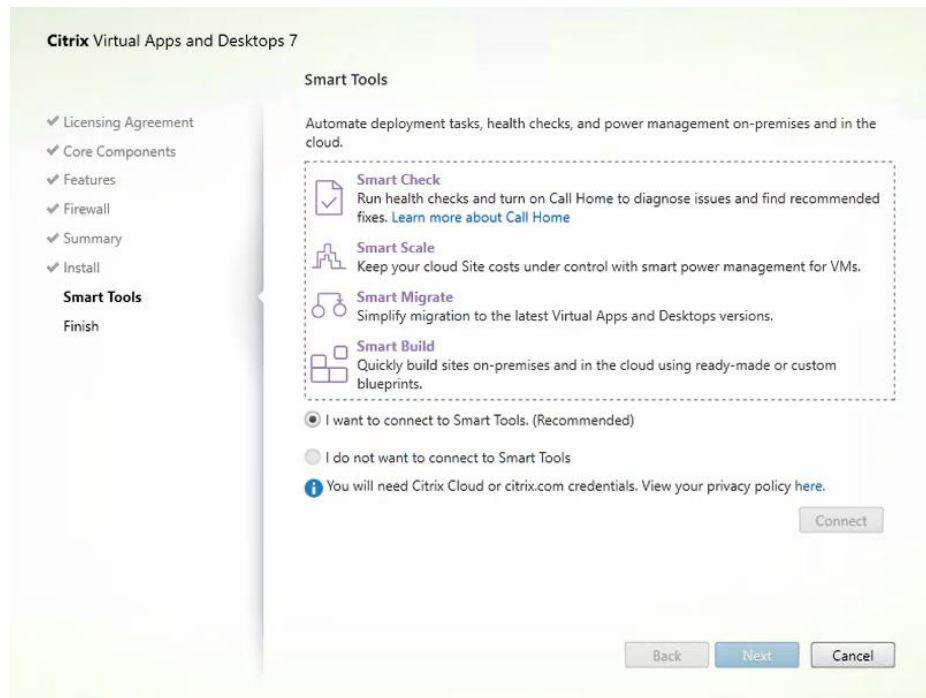 Citrix Virtual Apps and Desktops 7
Smart Tools
✔ Licensing Agreement
✔ Core Components
✔ Features
✔ Firewall
✔ Summary
✔ Install
Smart Tools
Finish
Automate deployment tasks, health checks, and power management on-premises and in the
cloud.
Smart Check
Run health checks and turn on Call Home to diagnose issues and find recommended
fixes. Learn more about Call Home
Smart Scale
Keep your cloud Site costs under control with smart power management for VMs.
Smart Migrate
Simplify migration to the latest Virtual Apps and Desktops versions.
Smart Build
Quickly build sites on-premises and in the cloud using ready-made or custom
blueprints.
I want to connect to Smart Tools. (Recommended)
I do not want to connect to Smart Tools
You will need Citrix Cloud or citrix.com credentials. View your privacy policy here.
Connect
Back Next Cancel